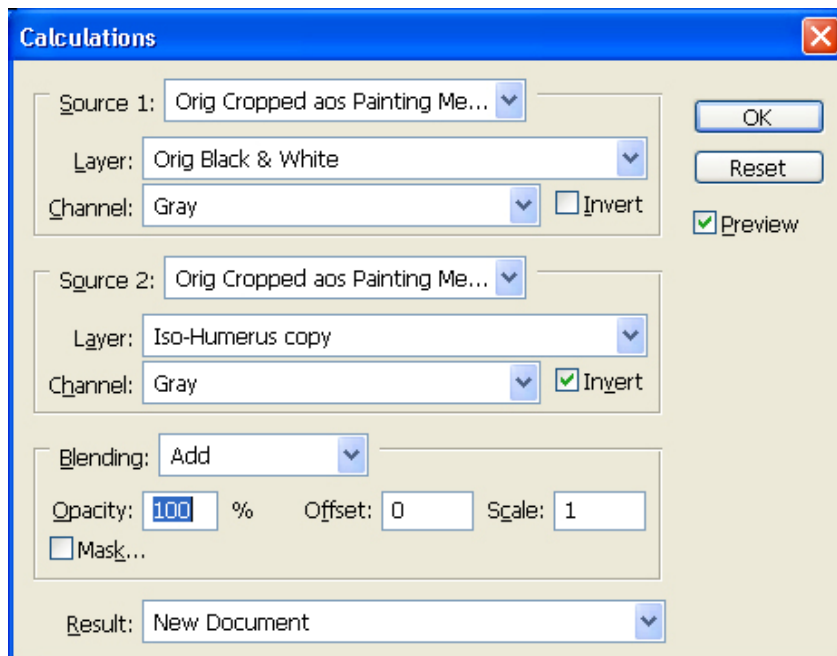 Calculations
Source 1: Orig Cropped aos Painting Me...
OK
Layer: Orig Black & White
Reset
Channel: Gray Invert
Preview
Source 2: Orig Cropped aos Painting Me...
Layer: Iso-Humerus copy
Channel: Gray Invert
Blending: Add
Opacity: 100 % Offset: 0 Scale: 1
Mask...
Result: New Document